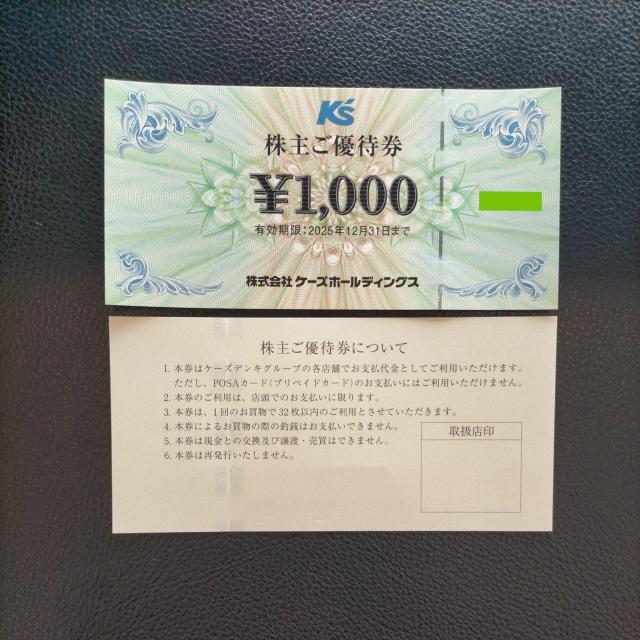 K's
株主ご優待券
¥1,000
有効期限:2025年12月31日まで
株式会社 ケーズホールディングス
株主ご優待券について
1. 本券はケーズデンキグループの各店舗でお支払代金としてご利用いただけます。
ただし、POSAカード(プリペイドカード)のお支払いにはご利用いただけません。
2. 本券のご利用は、店頭でのお支払いに限ります。
3. 本券は、1回のお買物で32枚以内のご利用とさせていただきます。
4. 本券によるお買物の際の釣銭はお支払いできません。
5. 本券は現金との交換及び譲渡・売買はできません。
6. 本券は再発行いたしません。
取扱店印